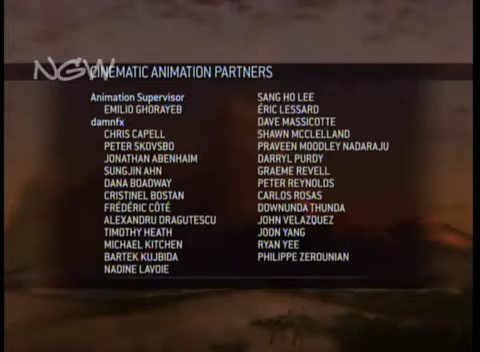 NGW
CINEMATIC ANIMATION PARTNERS
Animation Supervisor
EMILIO GHORAYEB
damnfx
CHRIS CAPELL
PETER SKOVSBO
JONATHAN ABENHAIM
SUNGJIN AHN
DANA BOADWAY
CRISTINEL BOSTAN
FRÉDÉRIC CÔTÉ
ALEXANDRU DRAGUTESCU
TIMOTHY HEATH
MICHAEL KITCHEN
BARTEK KUJBIDA
NADINE LAVOIE
SANG HO LEE
ÉRIC LESSARD
DAVE MASSICOTTE
SHAWN MCCLELLAND
PRAVEEN MOODLEY NADARAJU
DARRYL PURDY
GRAEME REVELL
PETER REYNOLDS
CARLOS ROSAS
DOWNUNDA THUNDA
JOHN VELAZQUEZ
JOON YANG
RYAN YEE
PHILIPPE ZEROUNIAN